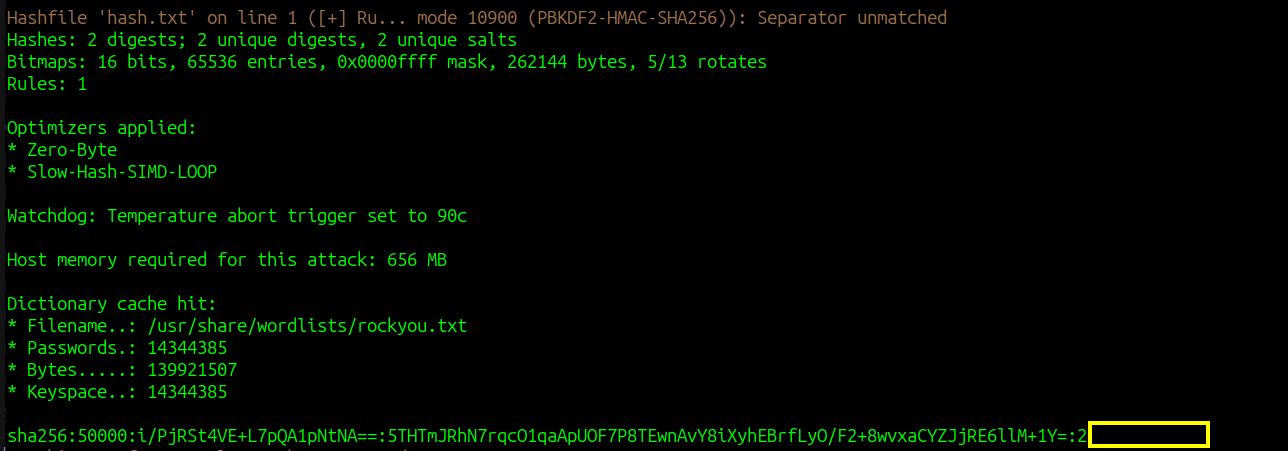 Hashfile 'hash.txt' on line 1 ([+] Ru... mode 10900 (PBKDF2-HMAC-SHA256)): Separator unmatched
Hashes: 2 digests; 2 unique digests, 2 unique salts
Bitmaps: 16 bits, 65536 entries, 0x0000ffff mask, 262144 bytes, 5/13 rotates
Rules: 1
Optimizers applied:
* Zero-Byte
* Slow-Hash-SIMD-LOOP
Watchdog: Temperature abort trigger set to 90c
Host memory required for this attack: 656 MB
Dictionary cache hit:
* Filename..: /usr/share/wordlists/rockyou.txt
* Passwords.: 14344385
* Bytes.....: 139921507
* Keyspace..: 14344385
sha256:50000:i/PjRSt4VE+L7pQA1pNtNA==:5THTmJRhN7rqcO1qaApUOF7P8TEwnAvY8iXyhEBrfLyO/F2+8wvxaCYZJjRE6llM+1Y=:2